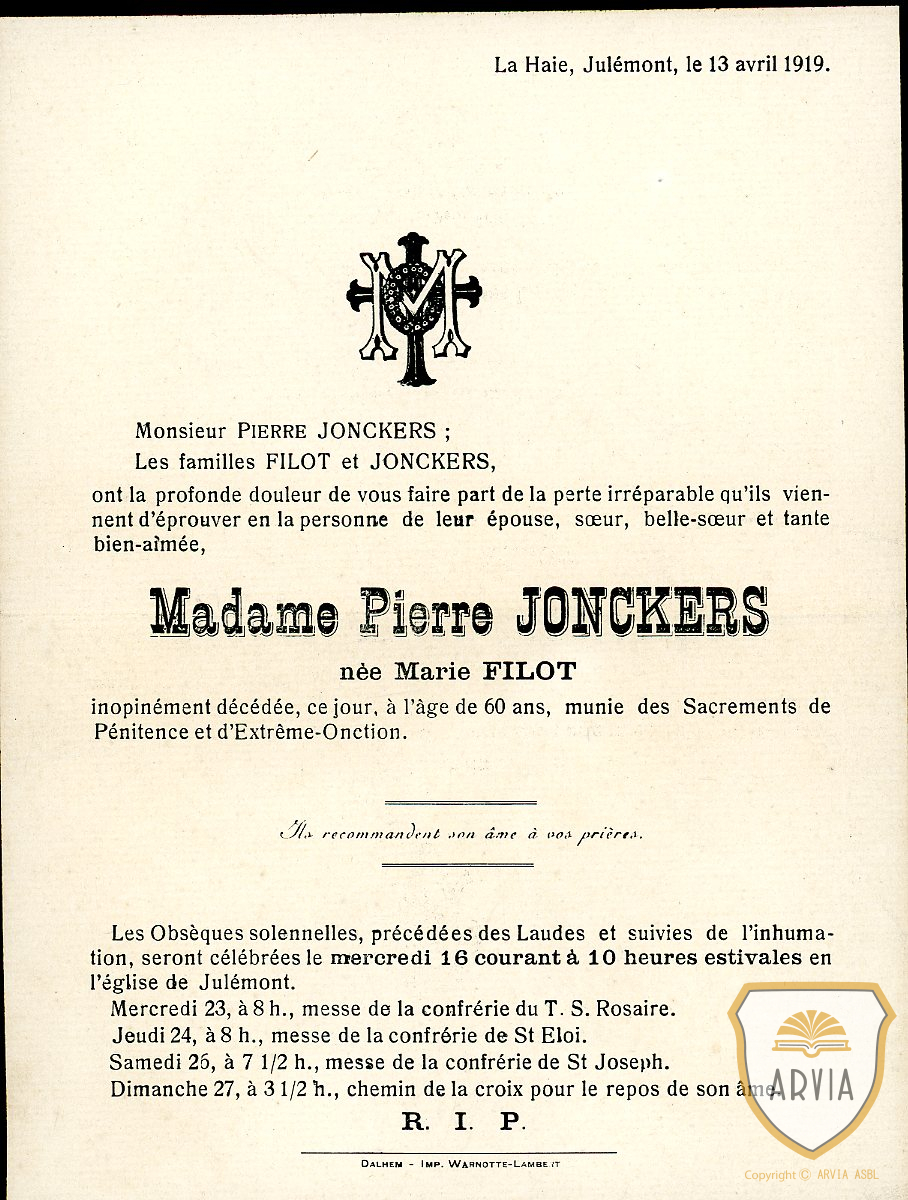 La Haie, Julémont, le 13 avril 1919.
M
Monsieur PIERRE JONCKERS ;
Les familles FILOT et JONCKERS,
ont la profonde douleur de vous faire part de la perte irréparable qu'ils vien-
nent d'éprouver en la personne de leur épouse, sœur, belle-sœur et tante
bien-aîmée,
Madame Pierre JONCKERS
nèe Marie FILOT
inopinément décédée, ce jour, à l'âge de 60 ans, munie des Sacrements de
Pénitence et d'Extrême-Onction.
Ils recommandent son âme à vos prières.
Les Obsèques solennelles, précédées des Laudes et suivies de l'inhuma-
tion, seront célébrées le mercredi 16 courant à 10 heures estivales en
l'église de Julémont.
Mercredi 23, à 8 h., messe de la confrérie du T. S. Rosaire.
Jeudi 24, à 8 h., messe de la confrérie de St Eloi.
Samedi 26, à 7 1/2 h., messe de la confrérie de St Joseph.
Dimanche 27, à 3 1/2 h., chemin de la croix pour le repos de son âme.
R. I. P.
DALHEM - IMP. WARNOTTE-LAMBERT
ARVIA
Copyright © ARVIA ASBL